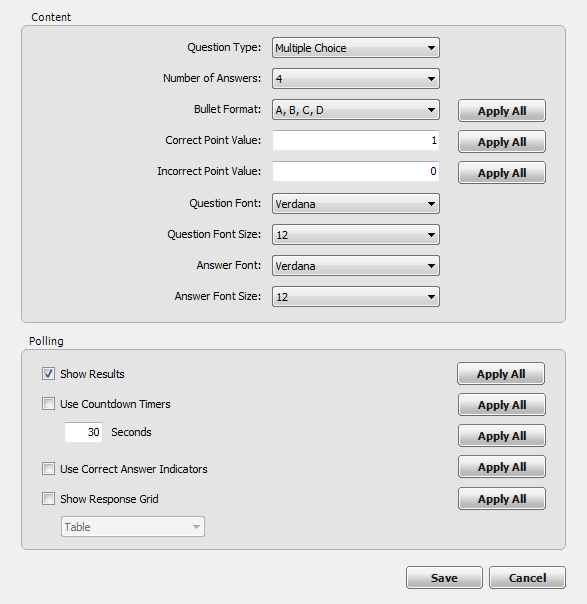 Content
Question Type: Multiple Choice
Number of Answers: 4
Bullet Format: A, B, C, D Apply All
Correct Point Value: 1 Apply All
Incorrect Point Value: 0 Apply All
Question Font: Verdana
Question Font Size: 12
Answer Font: Verdana
Answer Font Size: 12
Polling
Show Results Apply All
Use Countdown Timers Apply All
30 Seconds Apply All
Use Correct Answer Indicators Apply All
Show Response Grid Apply All
Table
Save Cancel